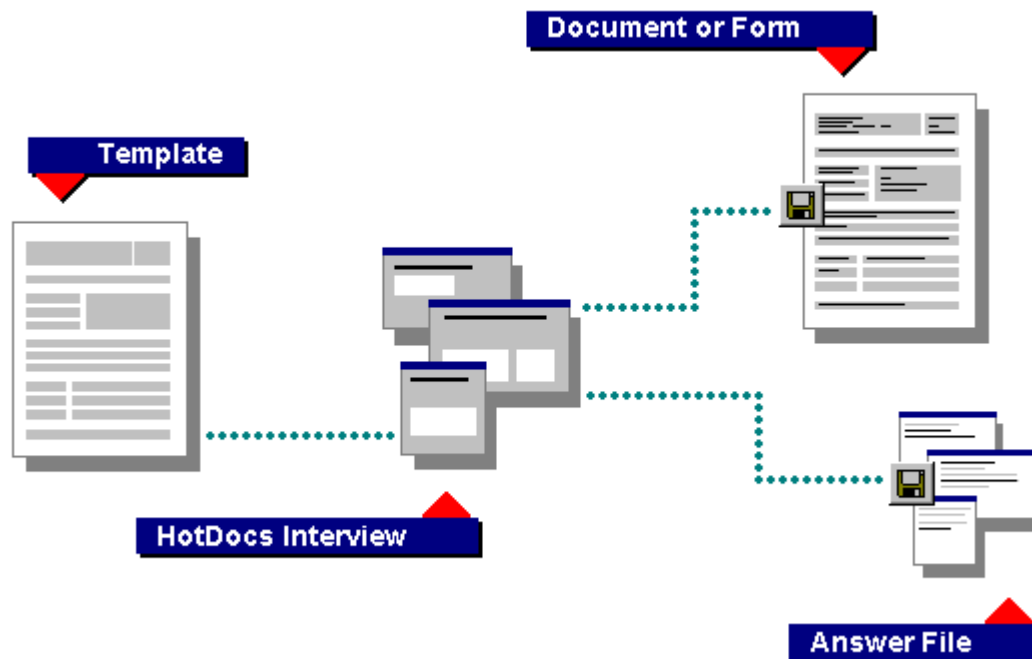 Document or Form
Template
HotDocs Interview
Answer File